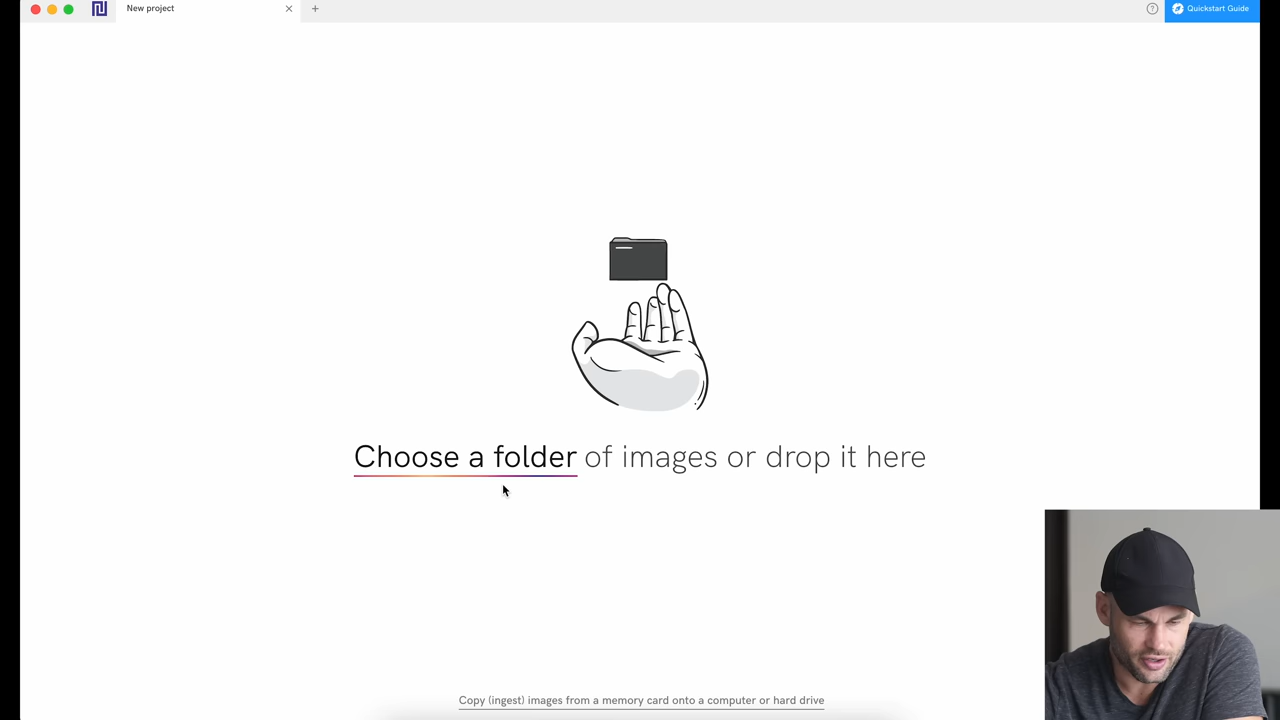 New project
Quickstart Guide
Choose a folder of images or drop it here
Copy (ingest) images from a memory card onto a computer or hard drive